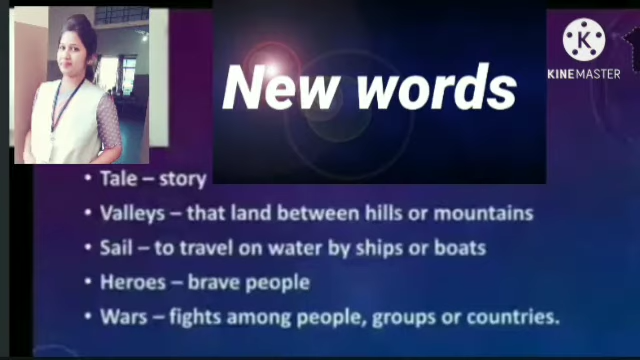 New words
KINEMASTER
• Tale – story
• Valleys – that land between hills or mountains
• Sail – to travel on water by ships or boats
• Heroes – brave people
• Wars – fights among people, groups or countries.